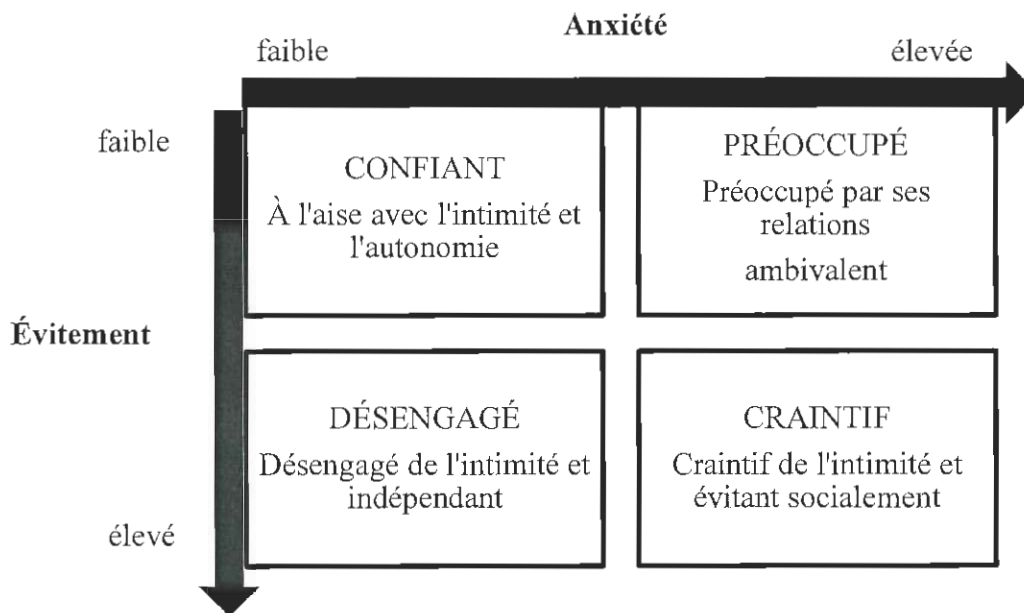 Anxiété
faible
élevée
faible
CONFIANT
À l'aise avec l'intimité et
l'autonomie
PRÉOCCUPÉ
Préoccupé par ses
relations
ambivalent
Évitement
DÉSENGAGÉ
Désengagé de l'intimité et
indépendant
CRAINTIF
Craintif de l'intimité et
évitant socialement
élevé